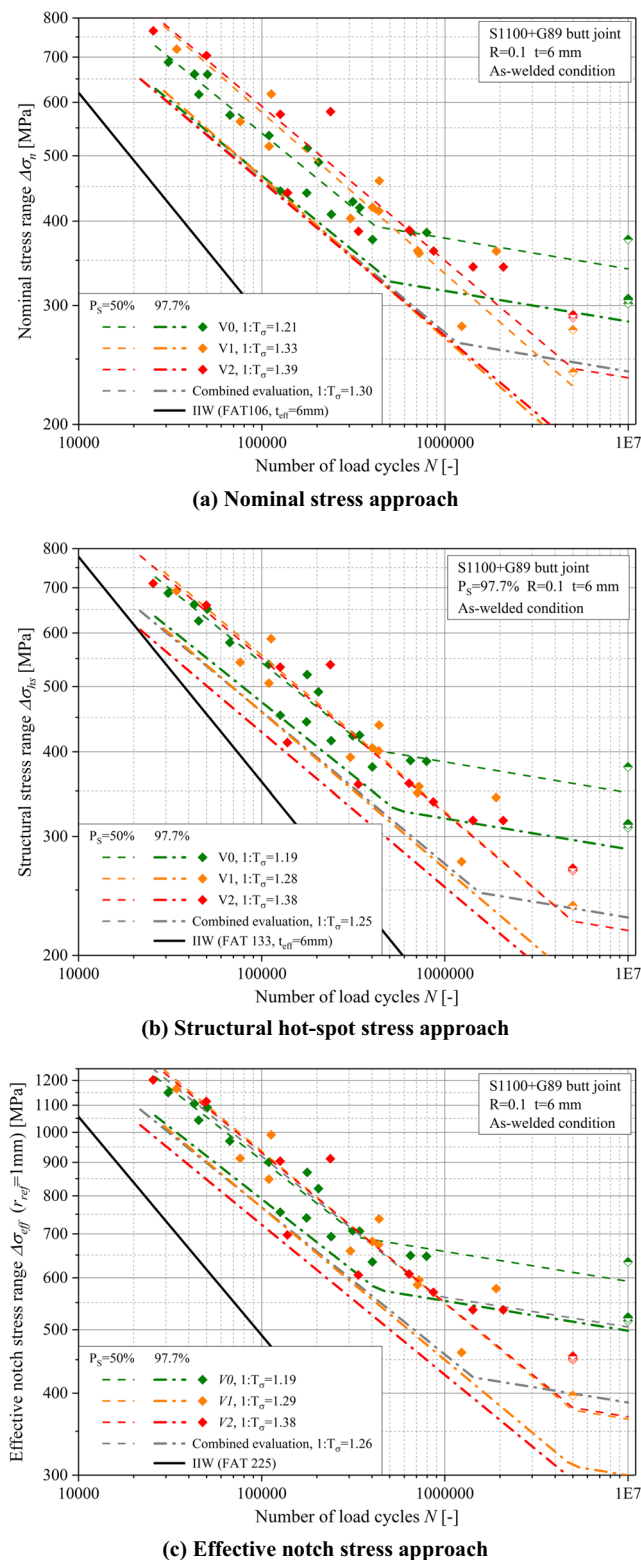 800
700
600
500
400
300
200
Nominal stress range Δσn [MPa]
S1100+G89 butt joint
R=0.1 t=6 mm
As-welded condition
PS=50% 97.7%
V0, 1:Tσ=1.21
V1, 1:Tσ=1.33
V2, 1:Tσ=1.39
Combined evaluation, 1:Tσ=1.30
IIW (FAT106, teff=6mm)
10000 100000 1000000 1E7
Number of load cycles N [-]
(a) Nominal stress approach
800
700
600
500
400
300
200
Structural stress range Δσhs [MPa]
S1100+G89 butt joint
PS=97.7% R=0.1 t=6 mm
As-welded condition
PS=50% 97.7%
V0, 1:Tσ=1.19
V1, 1:Tσ=1.28
V2, 1:Tσ=1.38
Combined evaluation, 1:Tσ=1.25
IIW (FAT 133, teff=6mm)
10000 100000 1000000 1E7
Number of load cycles N [-]
(b) Structural hot-spot stress approach
1200
1100
1000
900
800
700
600
500
400
300
Effective notch stress range Δσeff (rref=1mm) [MPa]
S1100+G89 butt joint
R=0.1 t=6 mm
As-welded condition
PS=50% 97.7%
V0, 1:Tσ=1.19
V1, 1:Tσ=1.29
V2, 1:Tσ=1.38
Combined evaluation, 1:Tσ=1.26
IIW (FAT 225)
10000 100000 1000000 1E7
Number of load cycles N [-]
(c) Effective notch stress approach